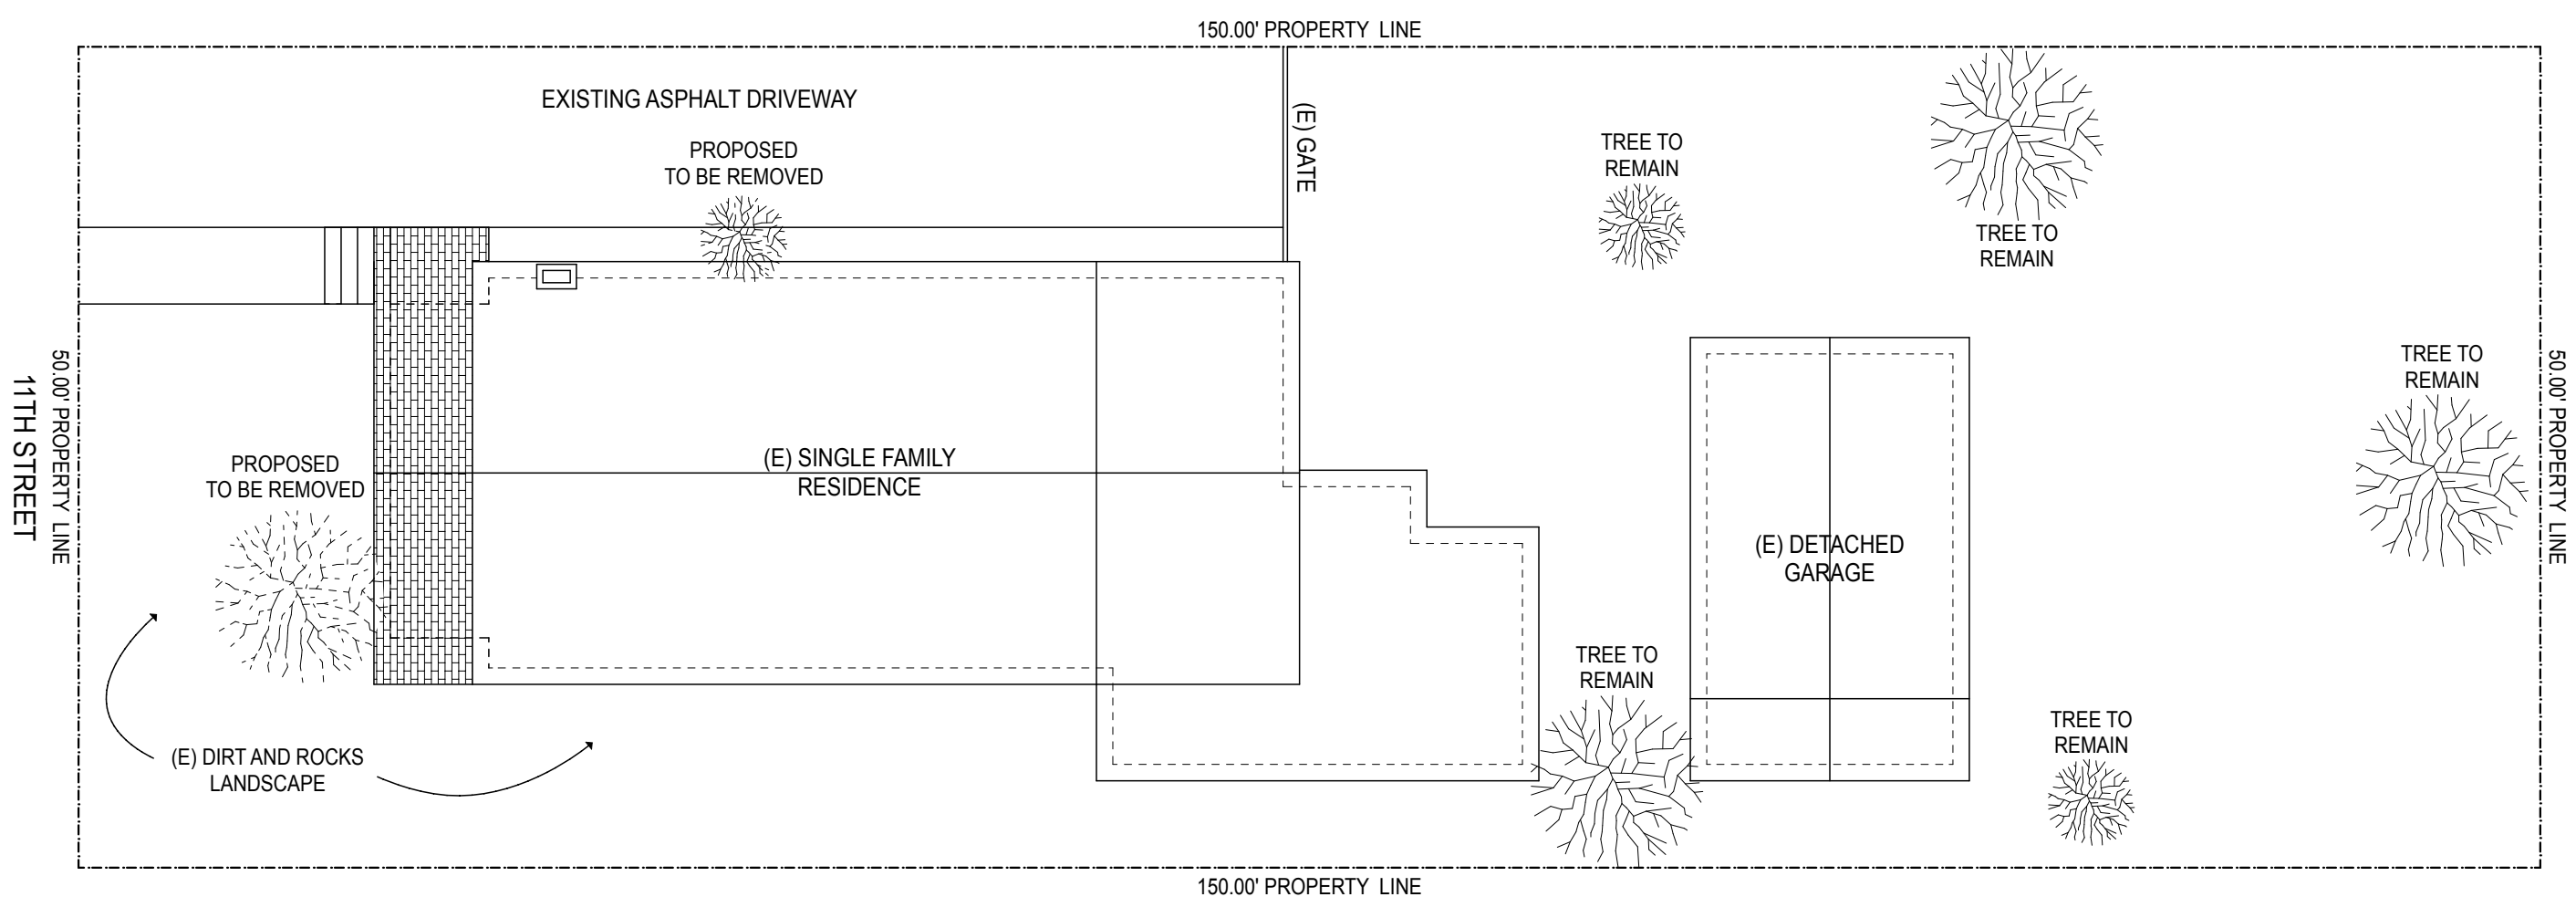 150.00' PROPERTY LINE
EXISTING ASPHALT DRIVEWAY
PROPOSED
TO BE REMOVED
(E) GATE
TREE TO
REMAIN
TREE TO
REMAIN
11TH STREET
50.00' PROPERTY LINE
PROPOSED
TO BE REMOVED
(E) SINGLE FAMILY
RESIDENCE
(E) DETACHED
GARAGE
TREE TO
REMAIN
50.00' PROPERTY LINE
TREE TO
REMAIN
TREE TO
REMAIN
(E) DIRT AND ROCKS
LANDSCAPE
150.00' PROPERTY LINE